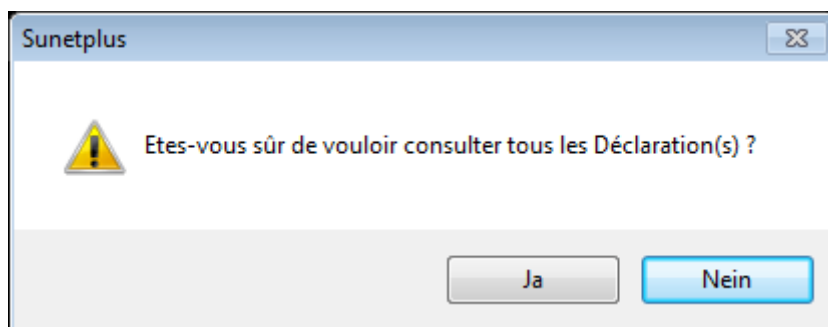 Sunetplus
Etes-vous sûr de vouloir consulter tous les Déclaration(s) ?
Ja
Nein